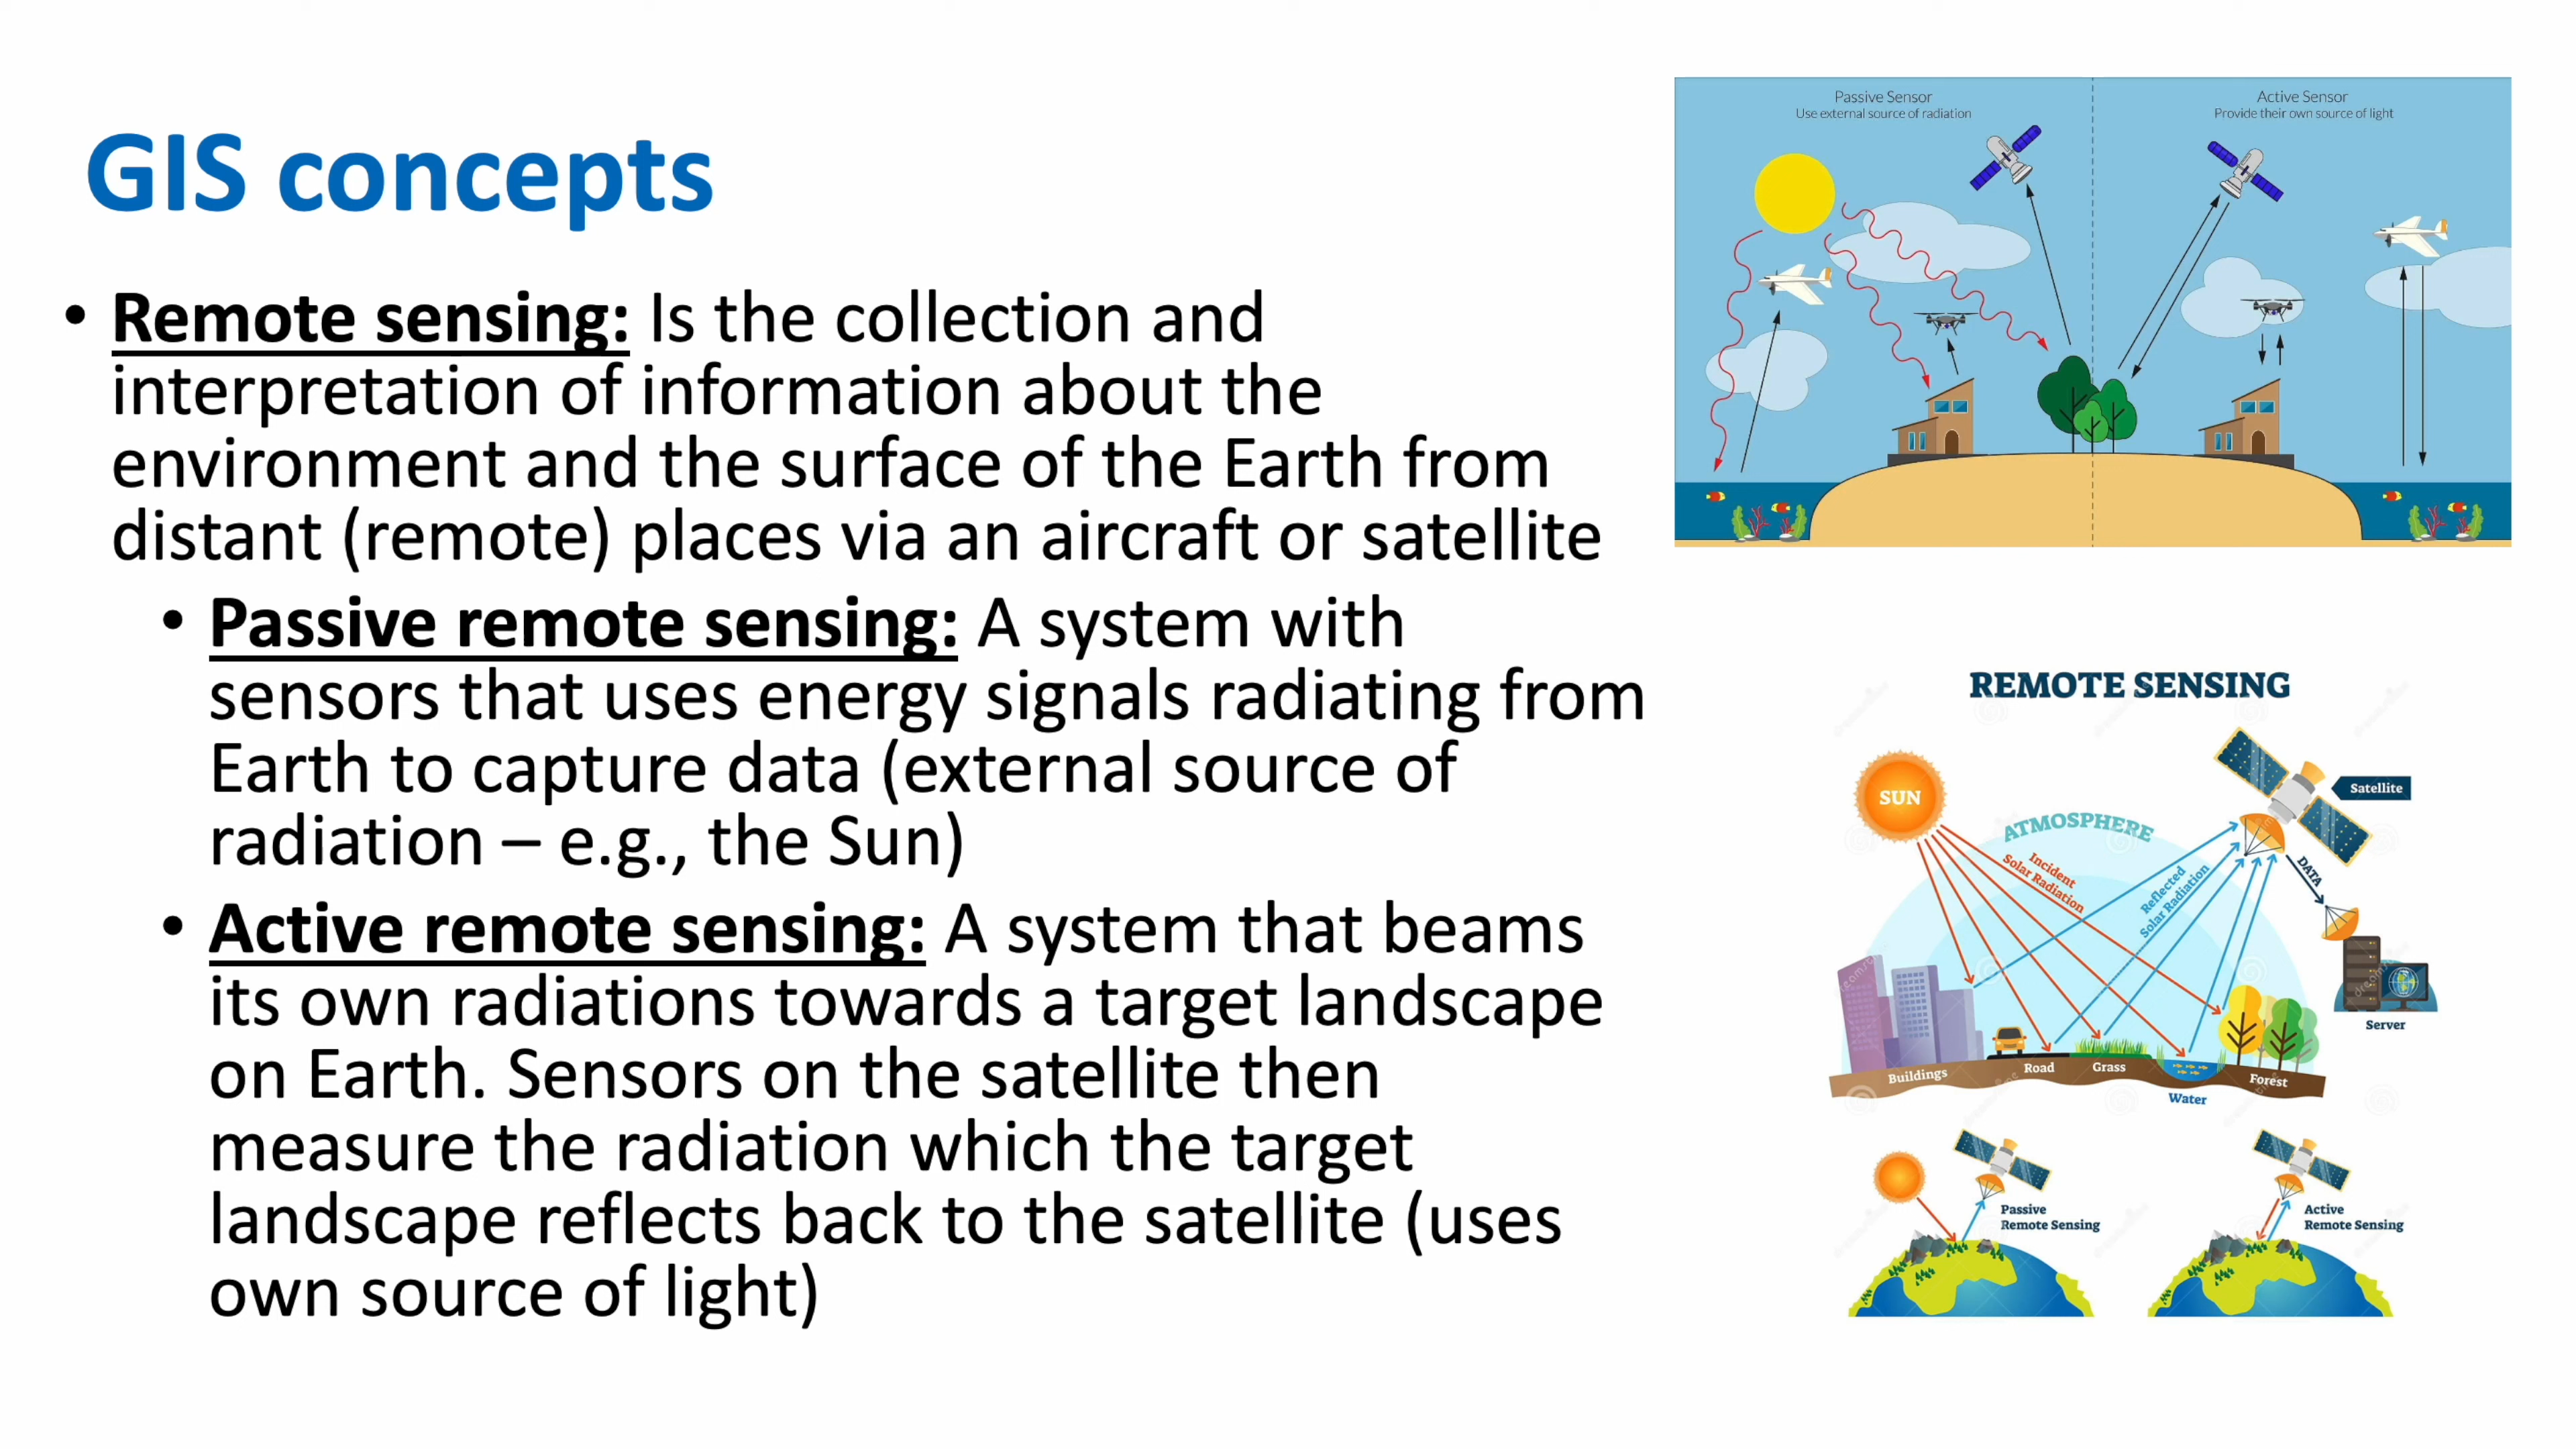 GIS concepts
• Remote sensing: Is the collection and
interpretation of information about the
environment and the surface of the Earth from
distant (remote) places via an aircraft or satellite
• Passive remote sensing: A system with
sensors that uses energy signals radiating from
Earth to capture data (external source of
radiation – e.g., the Sun)
• Active remote sensing: A system that beams
its own radiations towards a target landscape
on Earth. Sensors on the satellite then
measure the radiation which the target
landscape reflects back to the satellite (uses
own source of light)
Passive Sensor
Use external source of radiation
Active Sensor
Provide their own source of light
REMOTE SENSING
SUN
ATMOSPHERE
Satellite
Incident
Solar Radiation
Reflected
Solar Radiation
DATA
Server
Buildings
Road
Grass
Water
Forest
Passive
Remote Sensing
Active
Remote Sensing